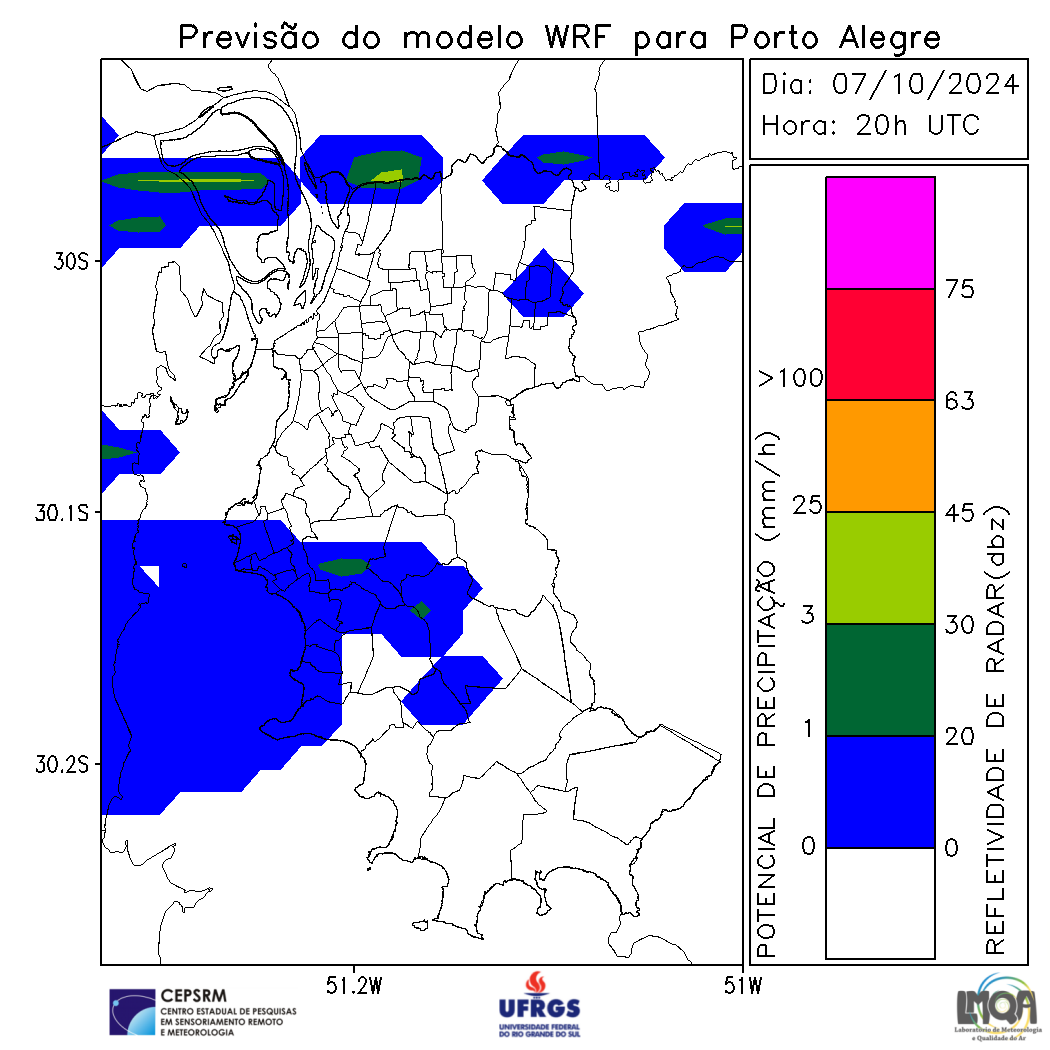 Previsão do modelo WRF para Porto Alegre
Dia: 07/10/2024
Hora: 20h UTC
30S
30.1S
30.2S
51.2W
51W
POTENCIAL DE PRECIPITAÇÃO (mm/h)
>100
25
3
1
0
75
63
45
30
20
0
REFLETIVIDADE DE RADAR(dbz)
CEPSRM
CENTRO ESTADUAL DE PESQUISAS
EM SENSORIAMENTO REMOTO
E METEOROLOGIA
UFRGS
UNIVERSIDADE FEDERAL
DO RIO GRANDE DO SUL
LMQA
Laboratório de Meteorologia
e Qualidade do Ar